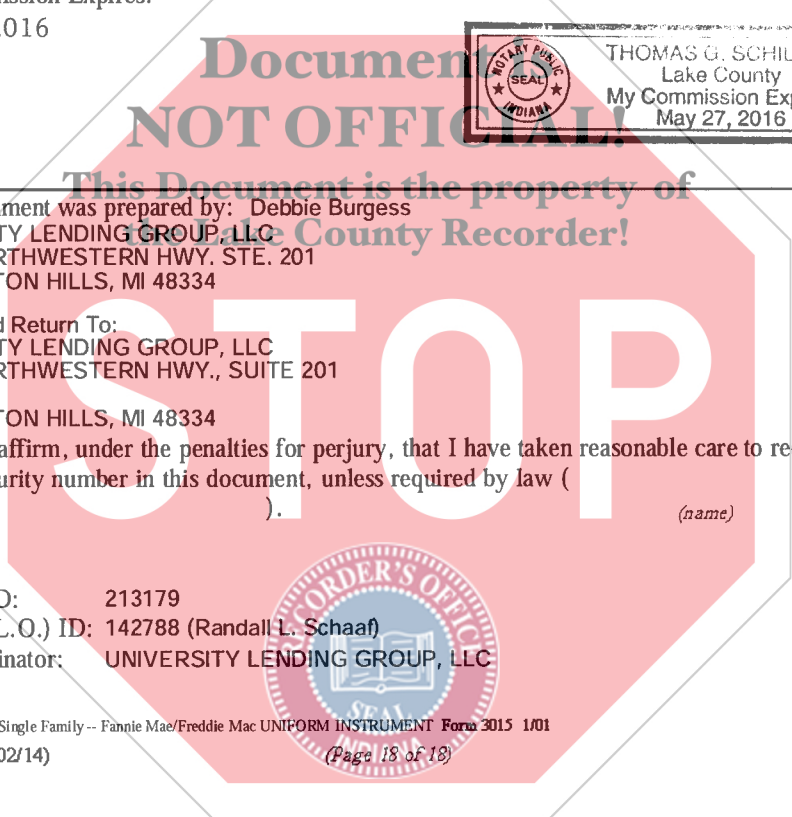 ission Expires:
016
Document is
NOT OFFICIAL!
This Document is the property of
the Lake County Recorder!
NOTARY PUBLIC
SEAL
INDIANA
THOMAS G. SCHIL
Lake County
My Commission Exp
May 27, 2016
ment was prepared by: Debbie Burgess
TY LENDING GROUP, LLC
RTHWESTERN HWY. STE. 201
TON HILLS, MI 48334
d Return To:
TY LENDING GROUP, LLC
RTHWESTERN HWY., SUITE 201
TON HILLS, MI 48334
affirm, under the penalties for perjury, that I have taken reasonable care to re
urity number in this document, unless required by law (
).
(name)
STOP
D: 213179
L.O.) ID: 142788 (Randall L. Schaaf)
inator: UNIVERSITY LENDING GROUP, LLC
RECORDER'S OFFICE
SEAL
INDIANA
Single Family -- Fannie Mae/Freddie Mac UNIFORM INSTRUMENT Form 3015 1/01
02/14)
(Page 18 of 18)